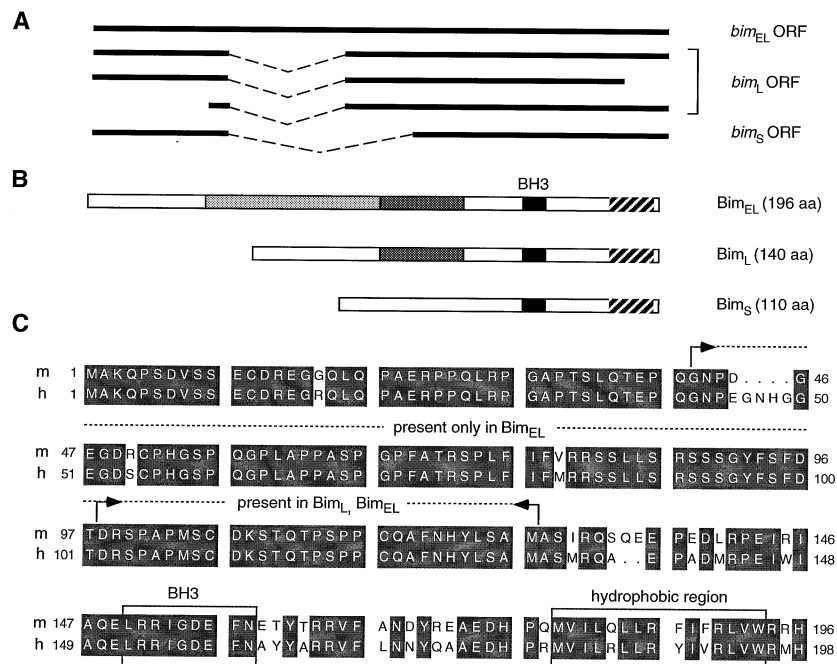 A
bimEL ORF
bimL ORF
bimS ORF
B
BH3
BimEL (196 aa)
BimL (140 aa)
BimS (110 aa)
C
m 1 MAKQPSDVSS ECDREGGQLQ PAERPPQLRP GAPTSLQTEP QGNPD....G 46
h 1 MAKQPSDVSS ECDREGRQLQ PAERPPQLRP GAPTSLQTEP QGNPEGNHGG 50
present only in BimEL
m 47 EGDRCPHGSP QGPLAPPASP GPFATRSPLF IFVRRSSLLS RSSSGYFSFD 96
h 51 EGDSCPHGSP QGPLAPPASP GPFATRSPLF IFMRRSSLLS RSSSGYFSFD 100
present in BimL, BimEL
m 97 TDRSPAPMSC DKSTQTPSPP CQAFNHYLSA MASIRQSQEE PEDLRPEIRI 146
h 101 TDRSPAPMSC DKSTQTPSPP CQAFNHYLSA MASMRQA..E PADMRPEIWI 148
BH3 hydrophobic region
m 147 AQELRRIGDE FNETYTRRVF ANDYREAEDH PQMVILQLLR FIFRLVWRRH 196
h 149 AQELRRIGDE FNAYYARRVF LNNYQAAEDH PRMVILRLLR YIVRLVWRMH 198